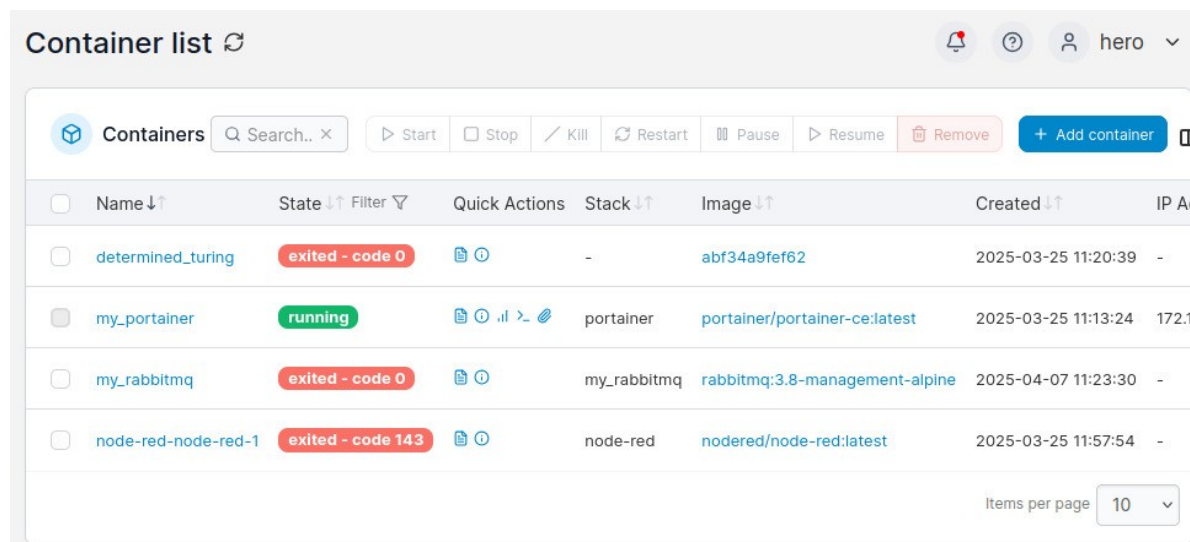 Container list
hero
Containers Search.. × Start Stop Kill Restart Pause Resume Remove + Add container
Name State Filter Quick Actions Stack Image Created IP A
determined_turing exited - code 0 - abf34a9fef62 2025-03-25 11:20:39 -
my_portainer running portainer portainer/portainer-ce:latest 2025-03-25 11:13:24 172.1
my_rabbitmq exited - code 0 my_rabbitmq rabbitmq:3.8-management-alpine 2025-04-07 11:23:30 -
node-red-node-red-1 exited - code 143 node-red nodered/node-red:latest 2025-03-25 11:57:54 -
Items per page 10